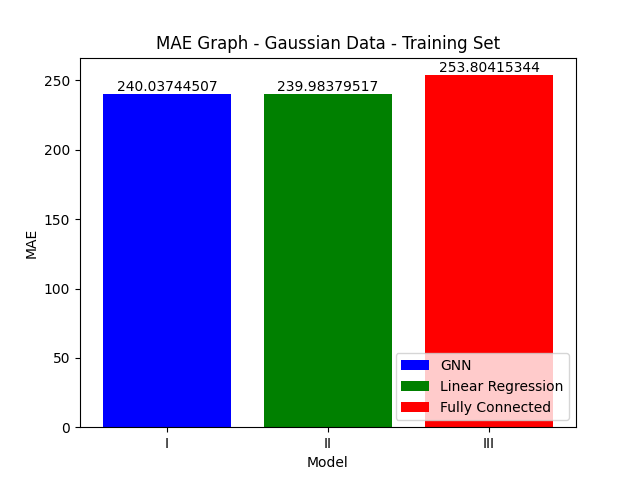 MAE Graph - Gaussian Data - Training Set
240.03744507
239.98379517
253.80415344
250
200
150
100
50
0
MAE
GNN
Linear Regression
Fully Connected
I
II
III
Model